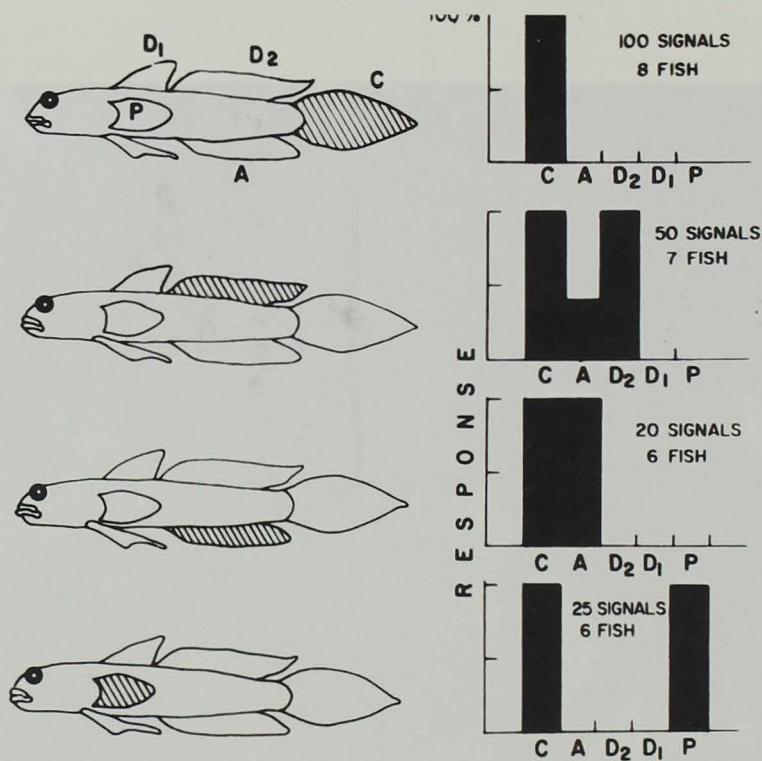 D₁ D₂ C
P
A
100%
100 SIGNALS
8 FISH
C A D₂ D₁ P
50 SIGNALS
7 FISH
C A D₂ D₁ P
20 SIGNALS
6 FISH
C A D₂ D₁ P
25 SIGNALS
6 FISH
C A D₂ D₁ P
RESPONSE